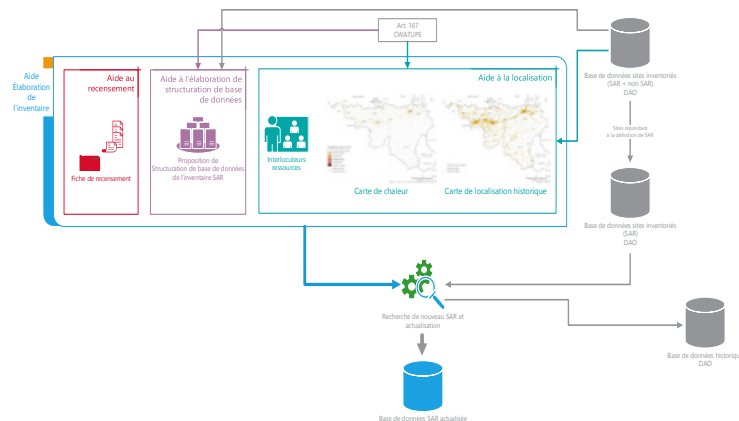 Art. 167
CWATUPE
Aide
Élaboration
de
l'inventaire
Aide au
recensement
Fiche de recensement
Aide à l'élaboration de
structuration de base
de données
Proposition de
Structuration de base de données
de l'inventaire SAR
Aide à la localisation
Interlocuteurs
ressources
Carte de chaleur
Carte de localisation historique
Base de données sites inventoriés
(SAR + non SAR)
DAO
Sites répondant
à la définition de SAR
Base de données sites inventoriés
(SAR)
DAO
Recherche de nouveau SAR et
actualisation
Base de données historiqu
DAO
Base de données SAR actualisée